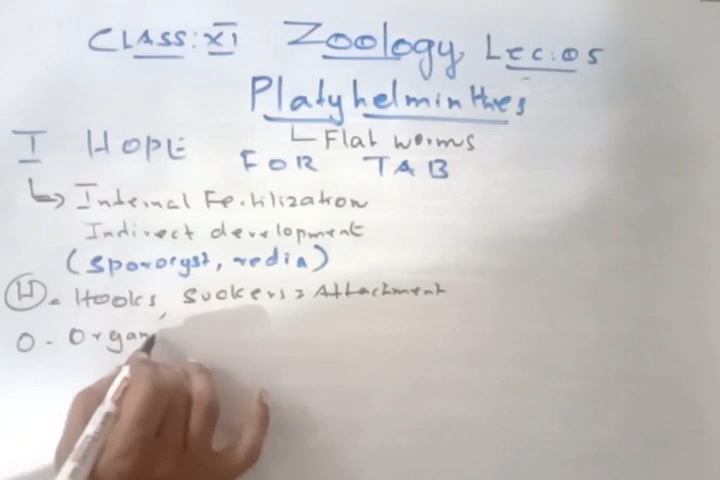 CLASS: XI Zoology Lec:05
Platyhelminthes
Flat worms
I HOPE FOR TAB
Internal Fertilization
Indirect development
(Sporocyst, redia)
H - Hooks, Suckers: Attachment
O - Organ